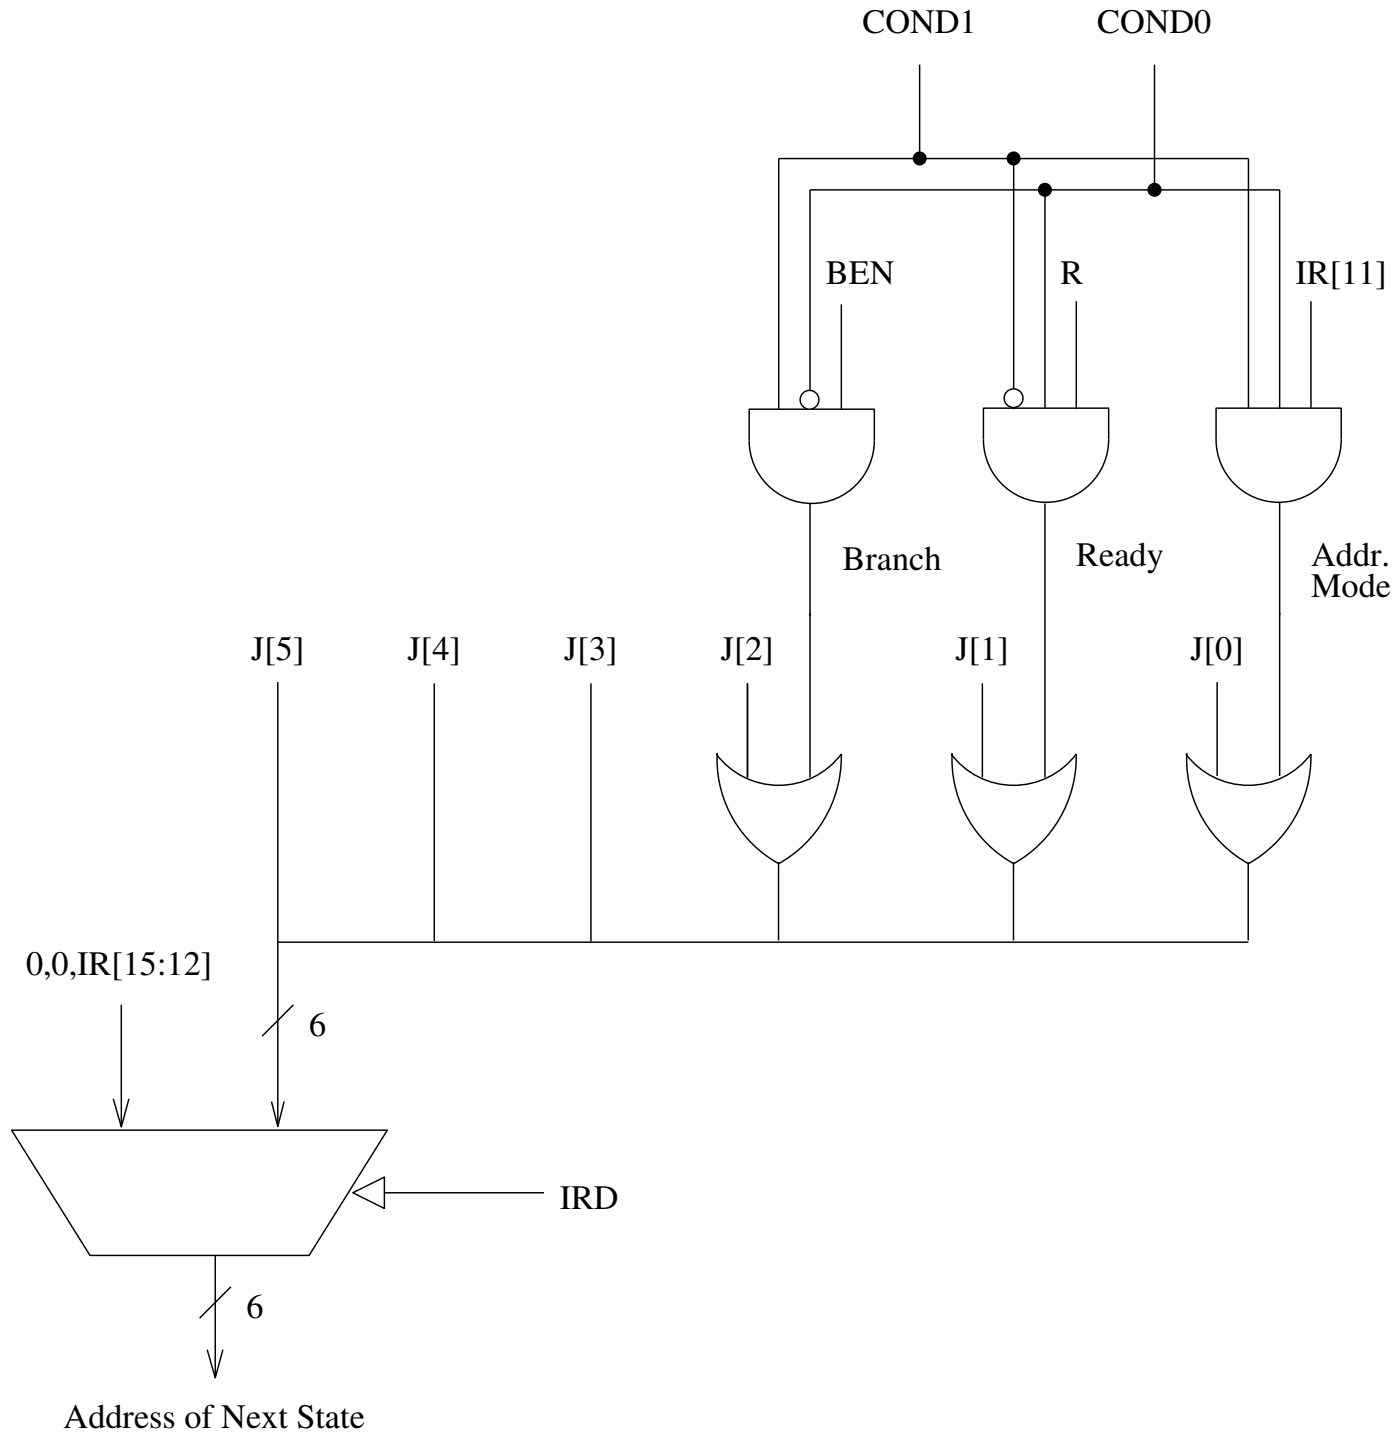 COND1 COND0
BEN R IR[11]
Branch Ready Addr.
Mode
J[5] J[4] J[3] J[2] J[1] J[0]
0,0,IR[15:12]
6
IRD
6
Address of Next State